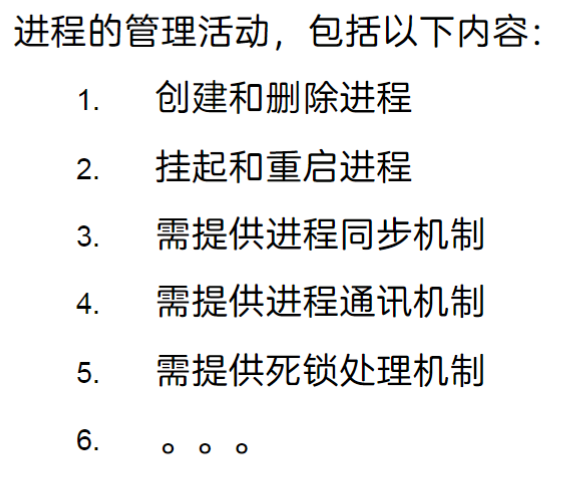 进程的管理活动，包括以下内容：
1. 创建和删除进程
2. 挂起和重启进程
3. 需提供进程同步机制
4. 需提供进程通讯机制
5. 需提供死锁处理机制
6. 。。。